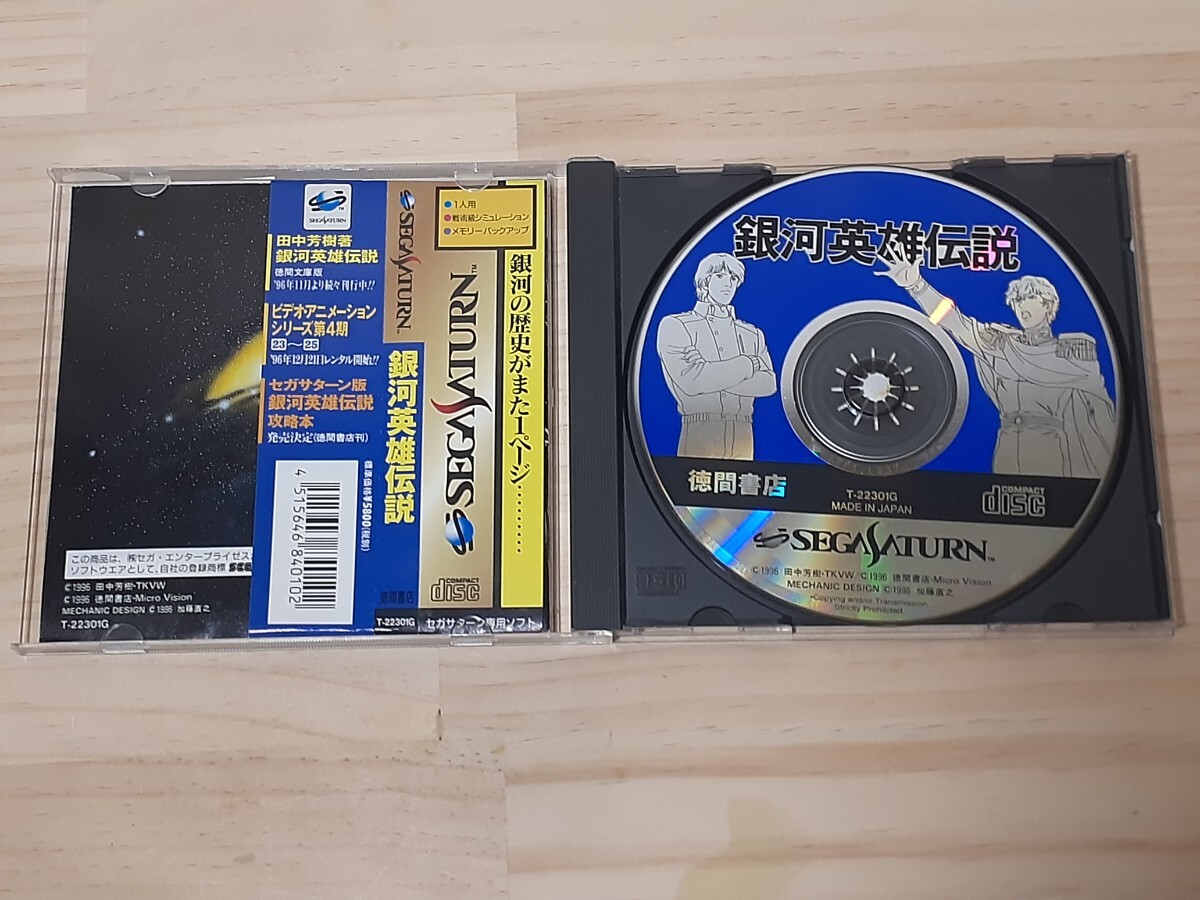 SEGA SATURN™
田中芳樹著
銀河英雄伝説
徳間文庫版
'96年11月より続々刊行中!!
ビデオ・アニメーション
シリーズ第4期
23〜25
'96年12月21日レンタル開始!!
セガサターン版
銀河英雄伝説
攻略本
発売決定(徳間書店刊)
標準価格¥5800(税別)
4515646840102
SEGA SATURN
銀河英雄伝説
徳間書店
T-22301G
●1人用
●戦術級シミュレーション
●メモリーバックアップ
銀河の歴史がまた1ページ…………
SEGA SATURN™
COMPACT
disc
セガサターン専用ソフト
この商品は、㈱セガ・エンタープライゼス
ソフトウエアとして、自社の登録商標 SEGA
©1996 田中芳樹・TKVW
©1996 徳間書店・Micro Vision
MECHANIC DESIGN ©1996 加藤直之
T-22301G
銀河英雄伝説
徳間書店
T-22301G
MADE IN JAPAN
COMPACT
disc
SEGA SATURN™
©1996 田中芳樹・TKVW ©1996 徳間書店・Micro Vision
MECHANIC DESIGN ©1996 加藤直之
•Copying and/or Transmission
Strictly Prohibited.